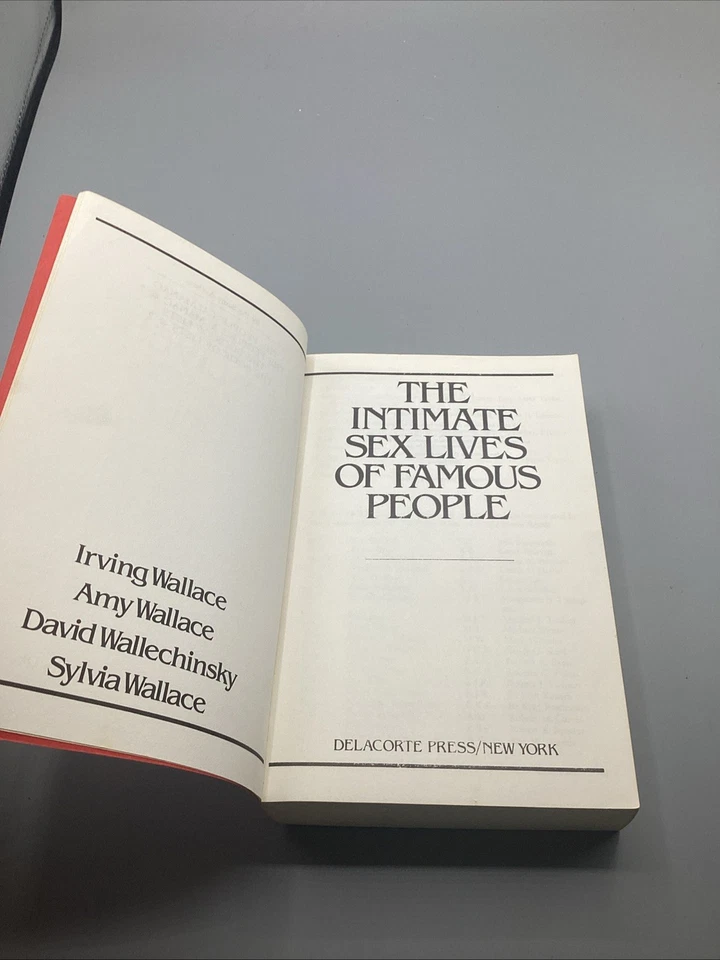 Irving Wallace
Amy Wallace
David Wallechinsky
Sylvia Wallace
THE
INTIMATE
SEX LIVES
OF FAMOUS
PEOPLE
DELACORTE PRESS/NEW YORK